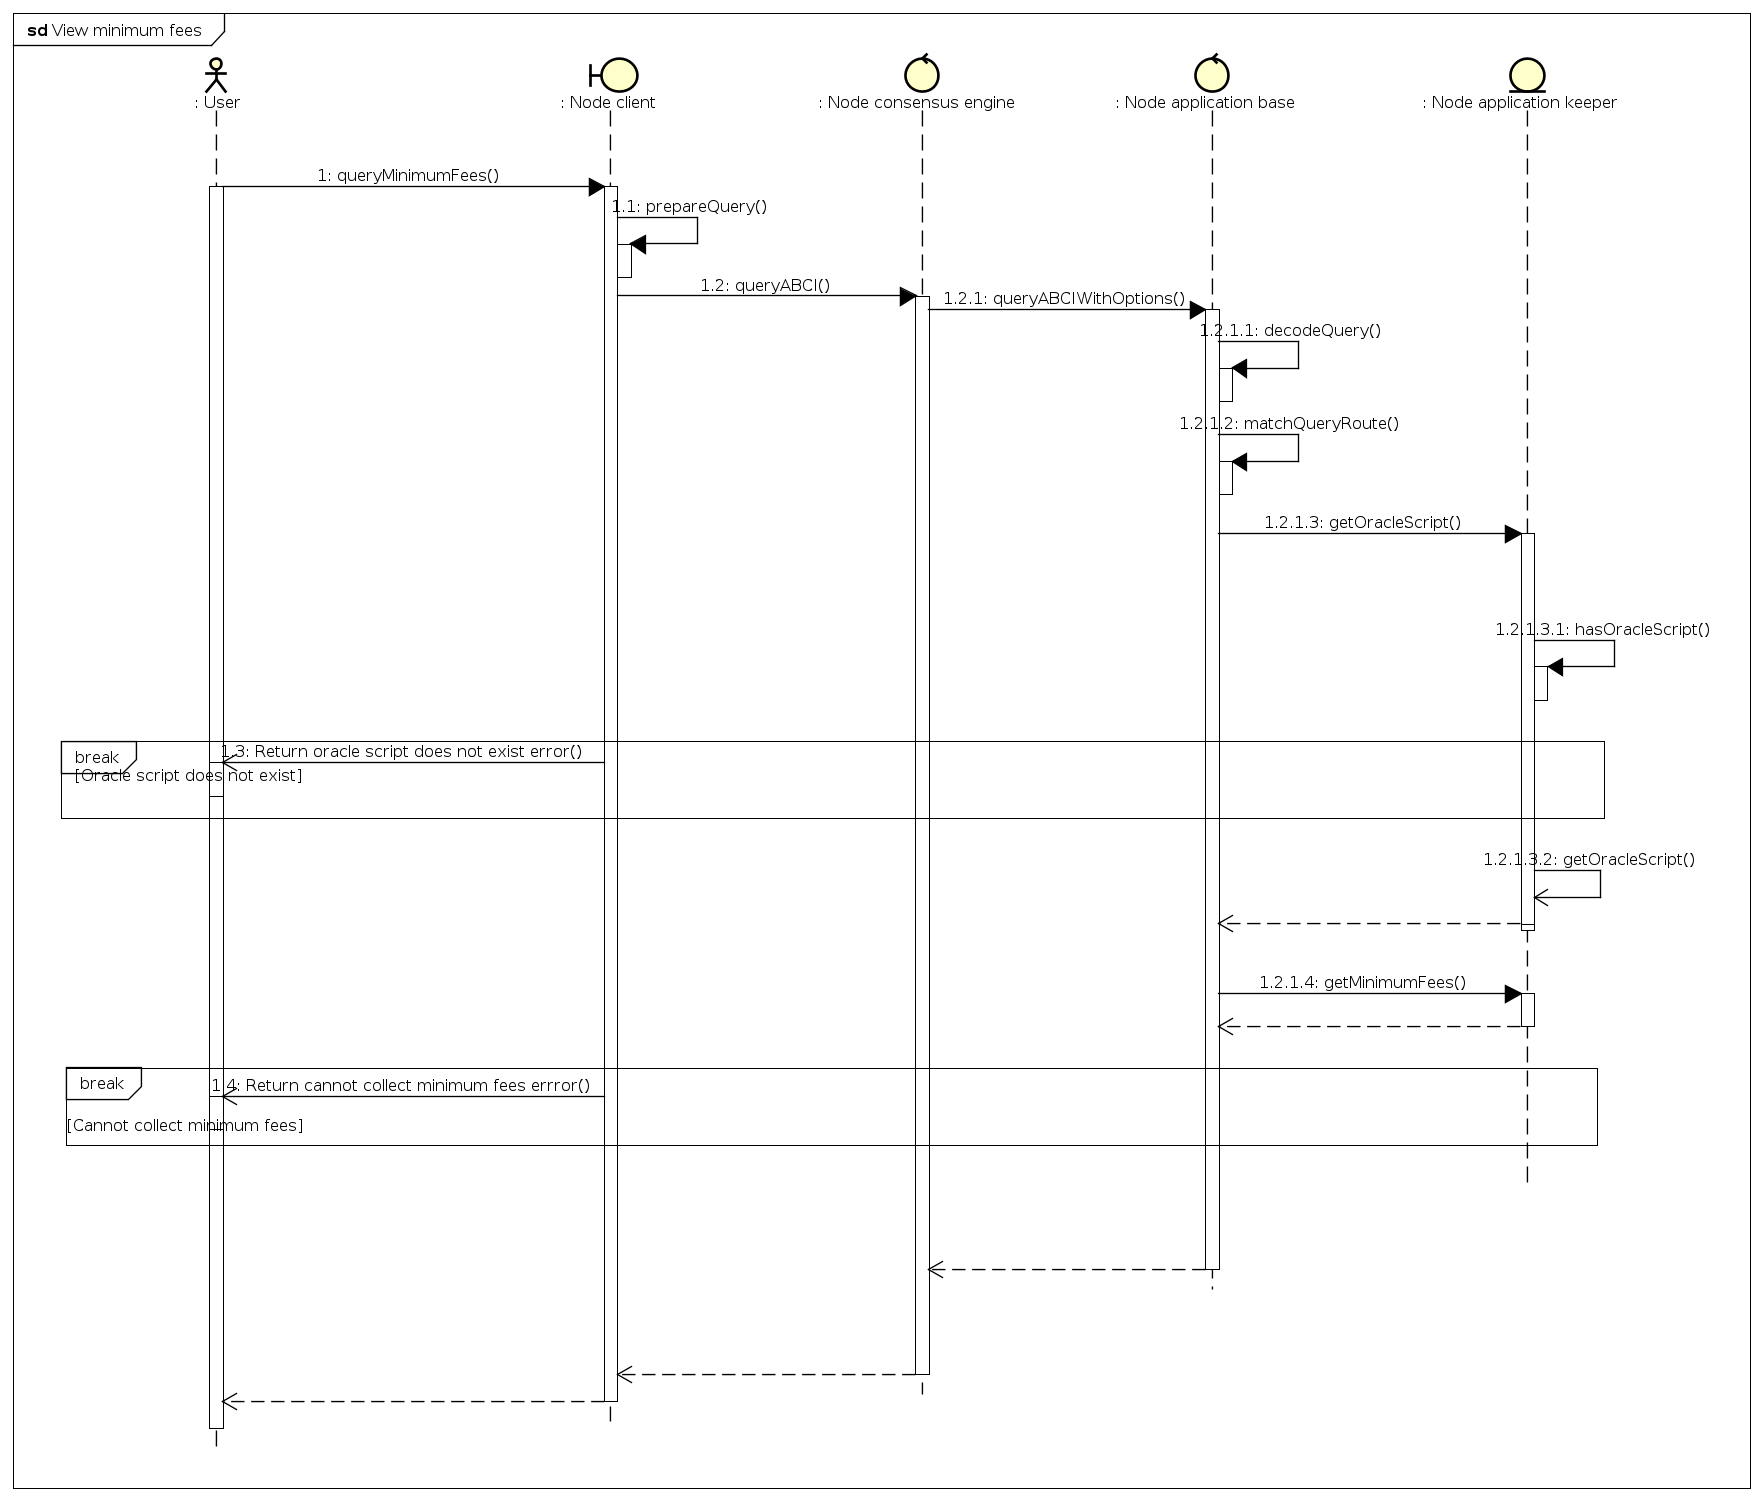 sd View minimum fees
: User
: Node client
: Node consensus engine
: Node application base
: Node application keeper
1: queryMinimumFees()
1.1: prepareQuery()
1.2: queryABCI()
1.2.1: queryABCIWithOptions()
1.2.1.1: decodeQuery()
1.2.1.2: matchQueryRoute()
1.2.1.3: getOracleScript()
1.2.1.3.1: hasOracleScript()
break
1.3: Return oracle script does not exist error()
[Oracle script does not exist]
1.2.1.3.2: getOracleScript()
1.2.1.4: getMinimumFees()
break
1.4: Return cannot collect minimum fees errror()
[Cannot collect minimum fees]